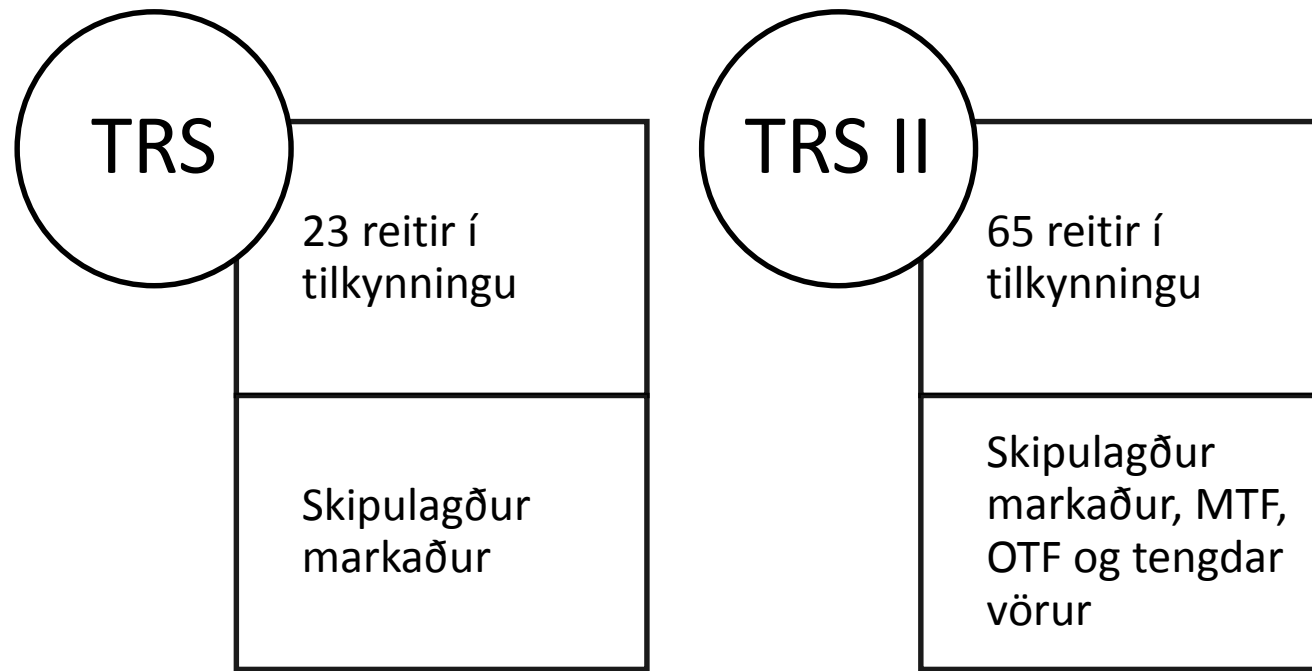 TRS
23 reitir í
tilkynningu
Skipulagður
markaður
TRS II
65 reitir í
tilkynningu
Skipulagður
markaður, MTF,
OTF og tengdar
vörur